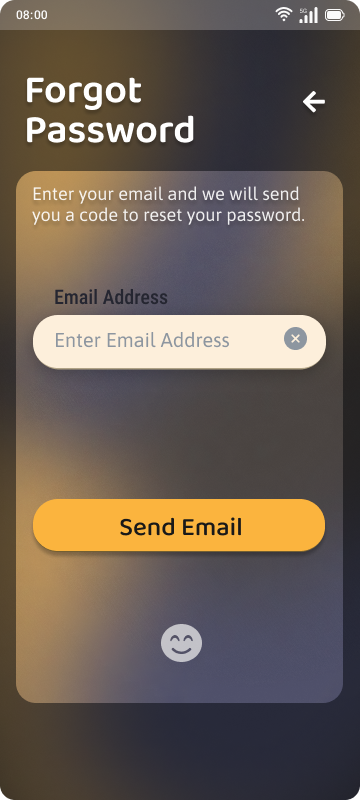 08:00
5G
Forgot
Password
Enter your email and we will send
you a code to reset your password.
Email Address
Enter Email Address
Send Email